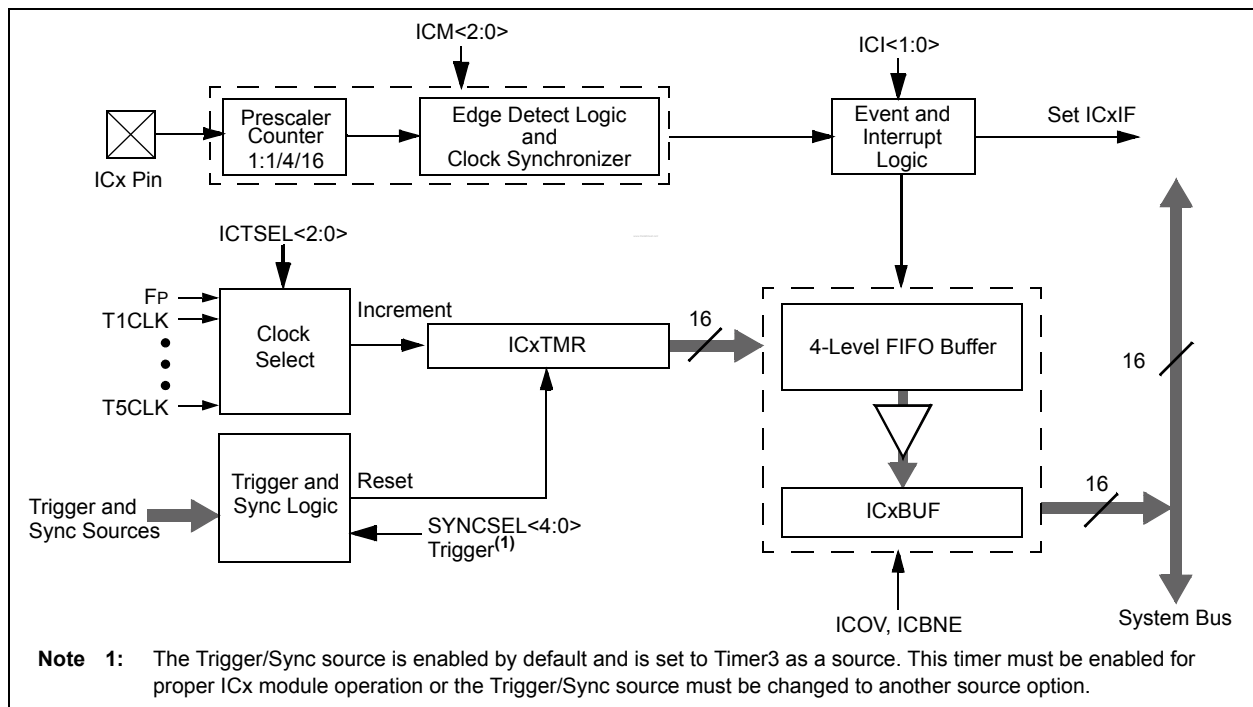 ICM<2:0>
ICI<1:0>
Prescaler
Counter
1:1/4/16
Edge Detect Logic
and
Clock Synchronizer
Event and
Interrupt
Logic
Set ICxIF
ICx Pin
ICTSEL<2:0>
FP
T1CLK
T5CLK
Clock
Select
Increment
ICxTMR
16
4-Level FIFO Buffer
16
Trigger and
Sync Logic
Reset
Trigger and
Sync Sources
SYNCSEL<4:0>
Trigger(1)
ICxBUF
16
ICOV, ICBNE
System Bus
Note 1: The Trigger/Sync source is enabled by default and is set to Timer3 as a source. This timer must be enabled for
proper ICx module operation or the Trigger/Sync source must be changed to another source option.